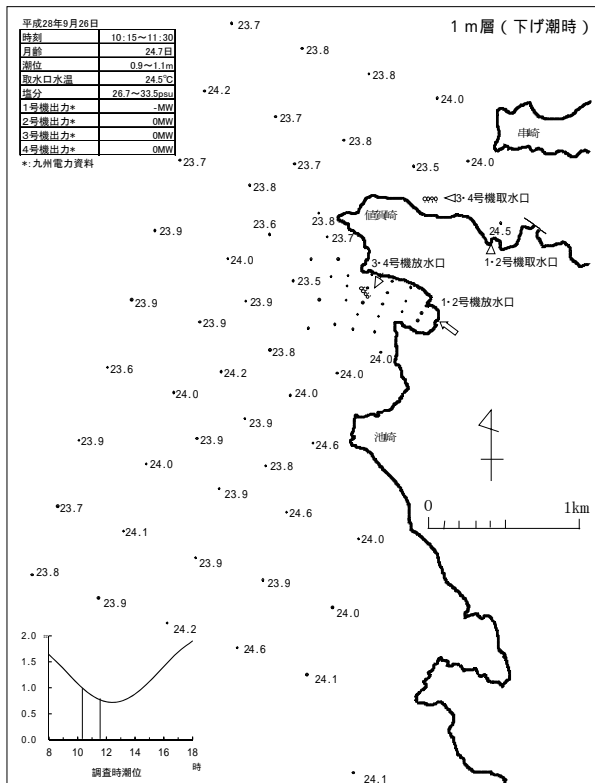 平成28年9月26日
1m層(下げ潮時)
時刻 10:15~11:30
月齢 24.7日
潮位 0.9~1.1m
取水口水温 24.5℃
塩分 26.7~33.5psu
1号機出力* -MW
2号機出力* 0MW
3号機出力* 0MW
4号機出力* 0MW
*:九州電力資料
23.7
23.8
23.8
24.2
24.0
23.7
串崎
23.8
23.7
23.7
23.5
24.0
23.8
3・4号機取水口
値賀崎
23.8
23.6
24.5
23.9
23.7
1・2号機取水口
24.0
3・4号機放水口
23.5
23.9
23.9
1・2号機放水口
23.9
23.8
24.0
23.6
24.2
24.0
24.0
24.0
23.9
池崎
23.9
23.9
24.6
24.0
23.8
23.9
0 1km
23.7
24.6
24.1
24.0
23.9
23.8
23.9
23.9
24.0
24.2
24.6
24.1
24.1
2.0
m
1.5
1.0
0.5
0.0
8 10 12 14 16 18
時
調査時潮位